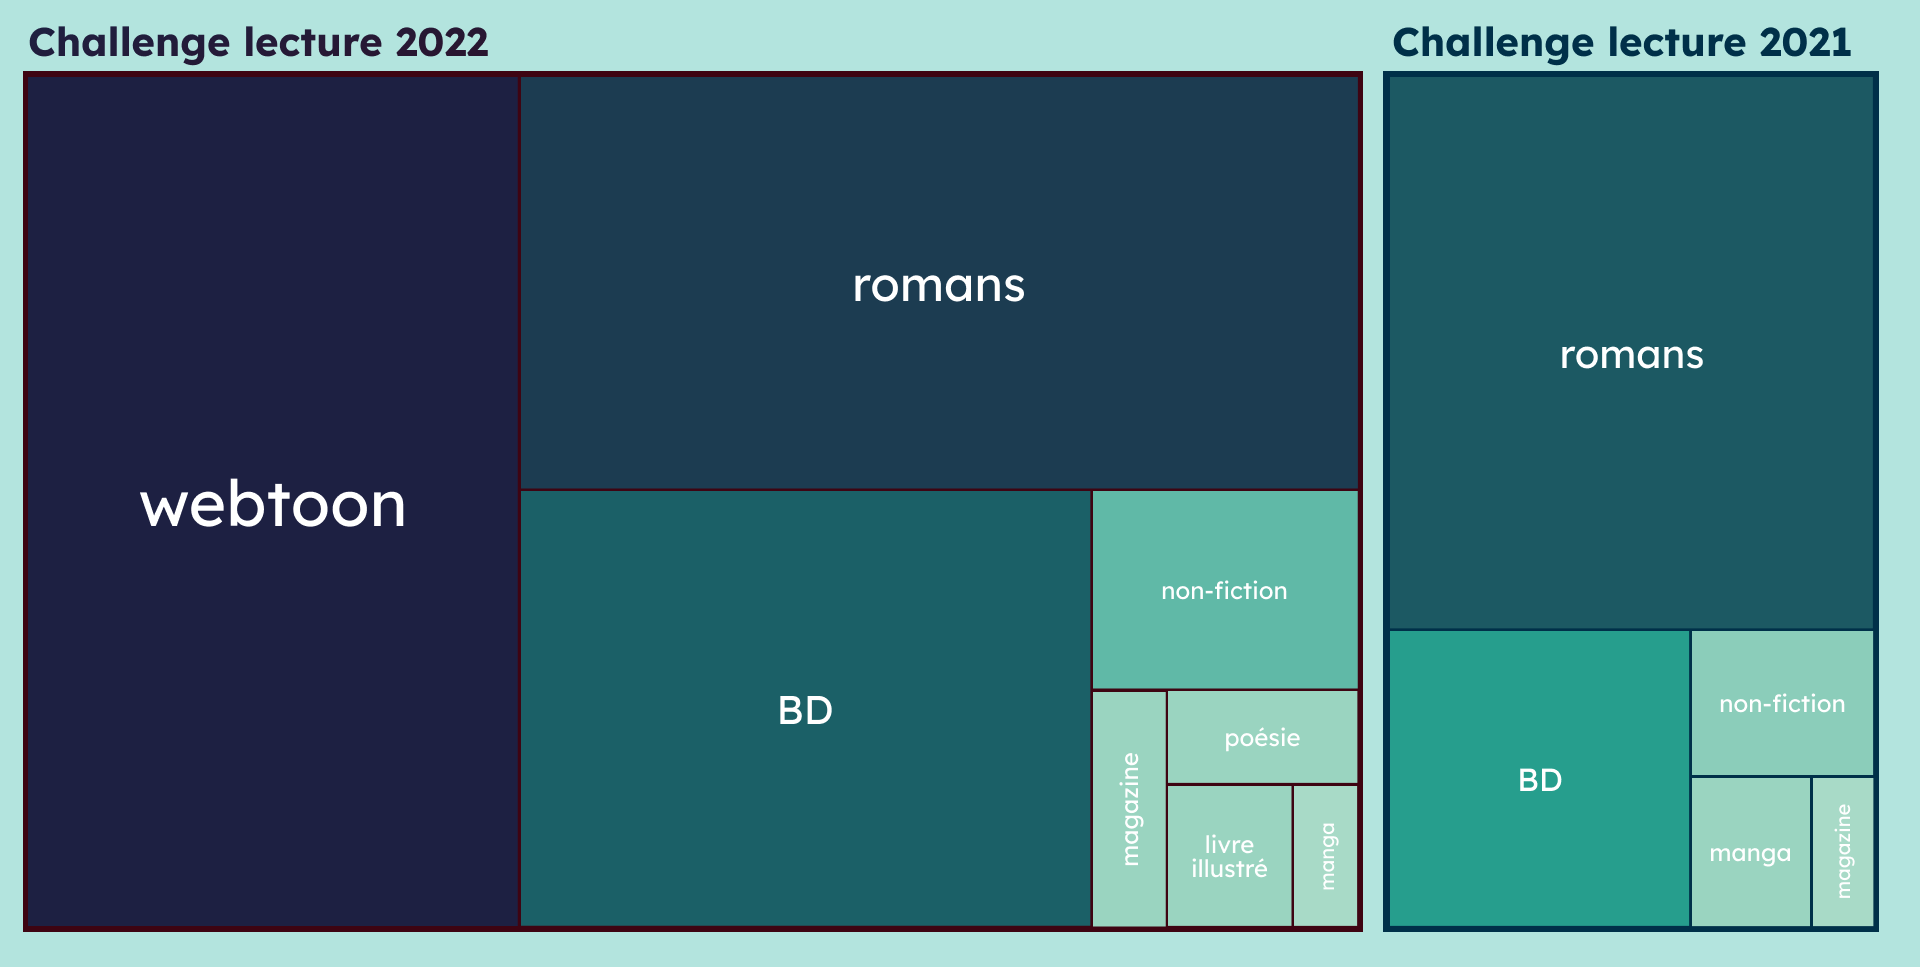 Challenge lecture 2022
webtoon
romans
BD
non-fiction
magazine
poésie
livre
illustré
manga
Challenge lecture 2021
romans
BD
non-fiction
manga
magazine